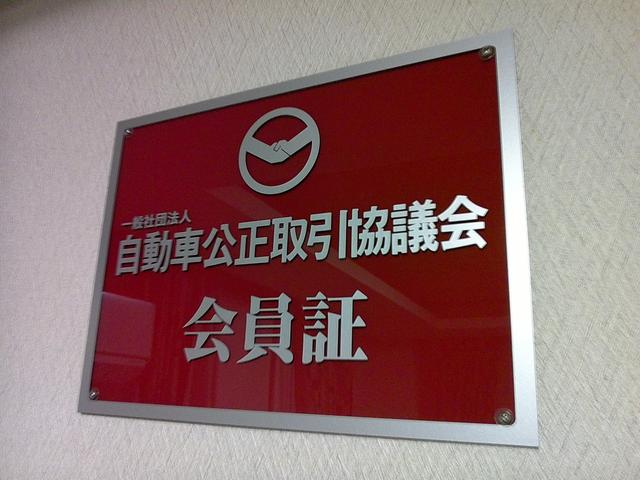 一般社団法人
自動車公正取引協議会
会員証